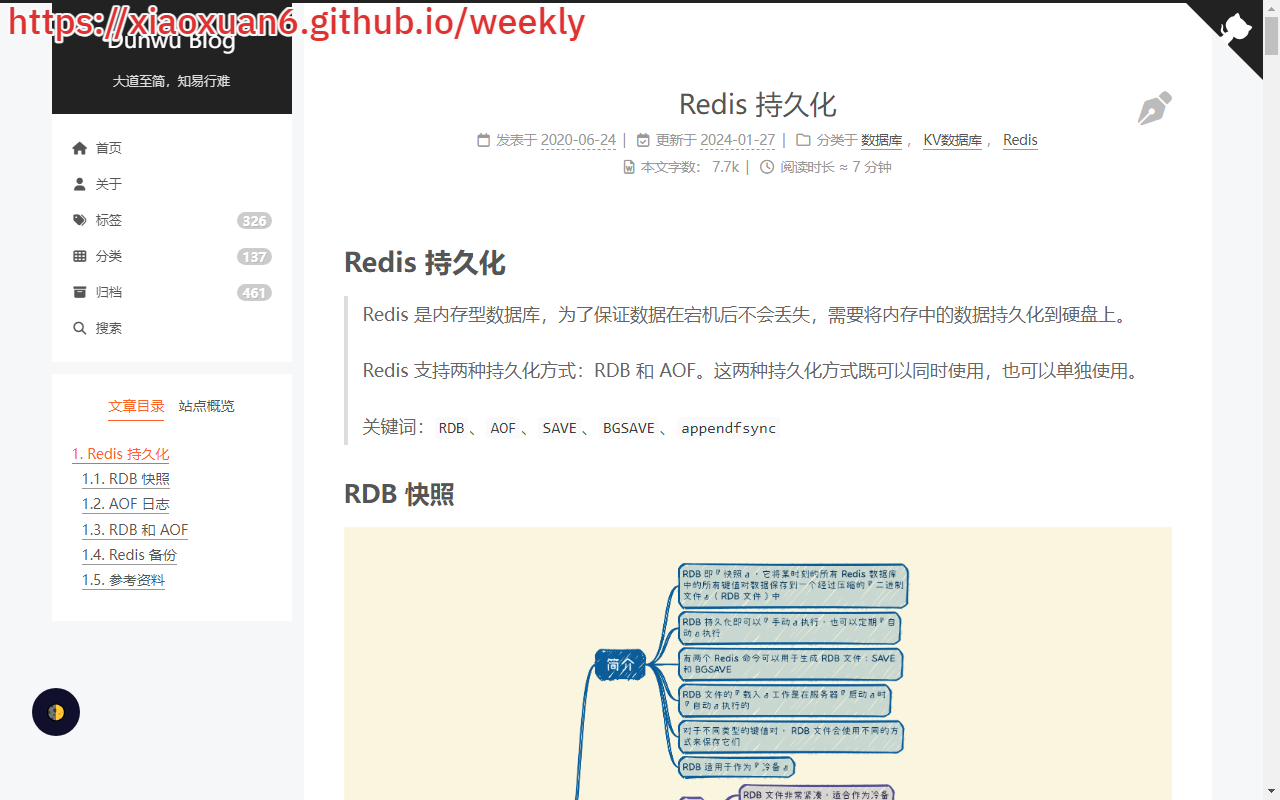 https://xiaoxuan6.github.io/weekly
Dunwu Blog
大道至简，知易行难
首页
关于
标签 326
分类 137
归档 461
搜索
文章目录 站点概览
1. Redis 持久化
1.1. RDB 快照
1.2. AOF 日志
1.3. RDB 和 AOF
1.4. Redis 备份
1.5. 参考资料
Redis 持久化
发表于 2020-06-24 | 更新于 2024-01-27 | 分类于 数据库 ， KV数据库 ， Redis
本文字数： 7.7k | 阅读时长 ≈ 7 分钟
Redis 持久化
Redis 是内存型数据库，为了保证数据在宕机后不会丢失，需要将内存中的数据持久化到硬盘上。
Redis 支持两种持久化方式：RDB 和 AOF。这两种持久化方式既可以同时使用，也可以单独使用。
关键词： RDB 、 AOF 、 SAVE 、 BGSAVE 、 appendfsync
RDB 快照
简介
RDB 即『快照』，它将某时刻的所有 Redis 数据库
中的所有键值对数据保存到一个经过压缩的『二进制
文件』（RDB 文件）中
RDB 持久化即可以『手动』执行，也可以定期『自
动』执行
有两个 Redis 命令可以用于生成 RDB 文件：SAVE
和 BGSAVE
RDB 文件的『载入』工作是在服务器『启动』时
『自动』执行的
对于不同类型的键值对， RDB 文件会使用不同的方
式来保存它们
RDB 适用于作为『冷备』
RDB 文件非常紧凑，适合作为冷备